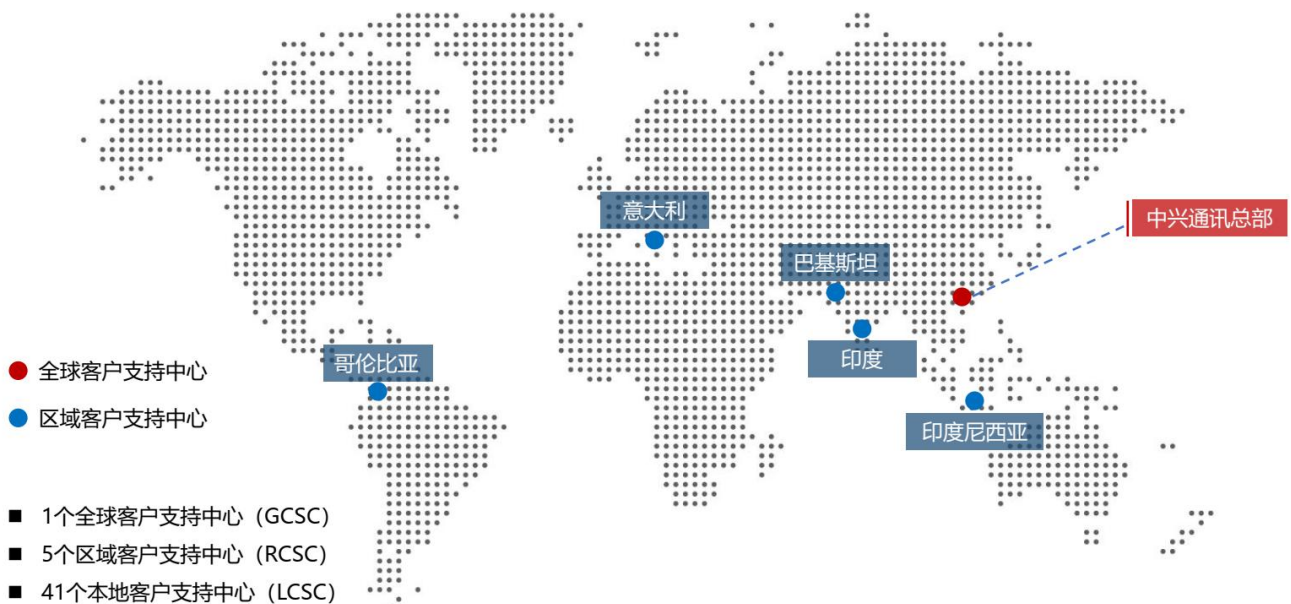 意大利
中兴通讯总部
巴基斯坦
哥伦比亚
印度
全球客户支持中心
区域客户支持中心
印度尼西亚
■ 1个全球客户支持中心（GCSC）
■ 5个区域客户支持中心（RCSC）
■ 41个本地客户支持中心（LCSC）